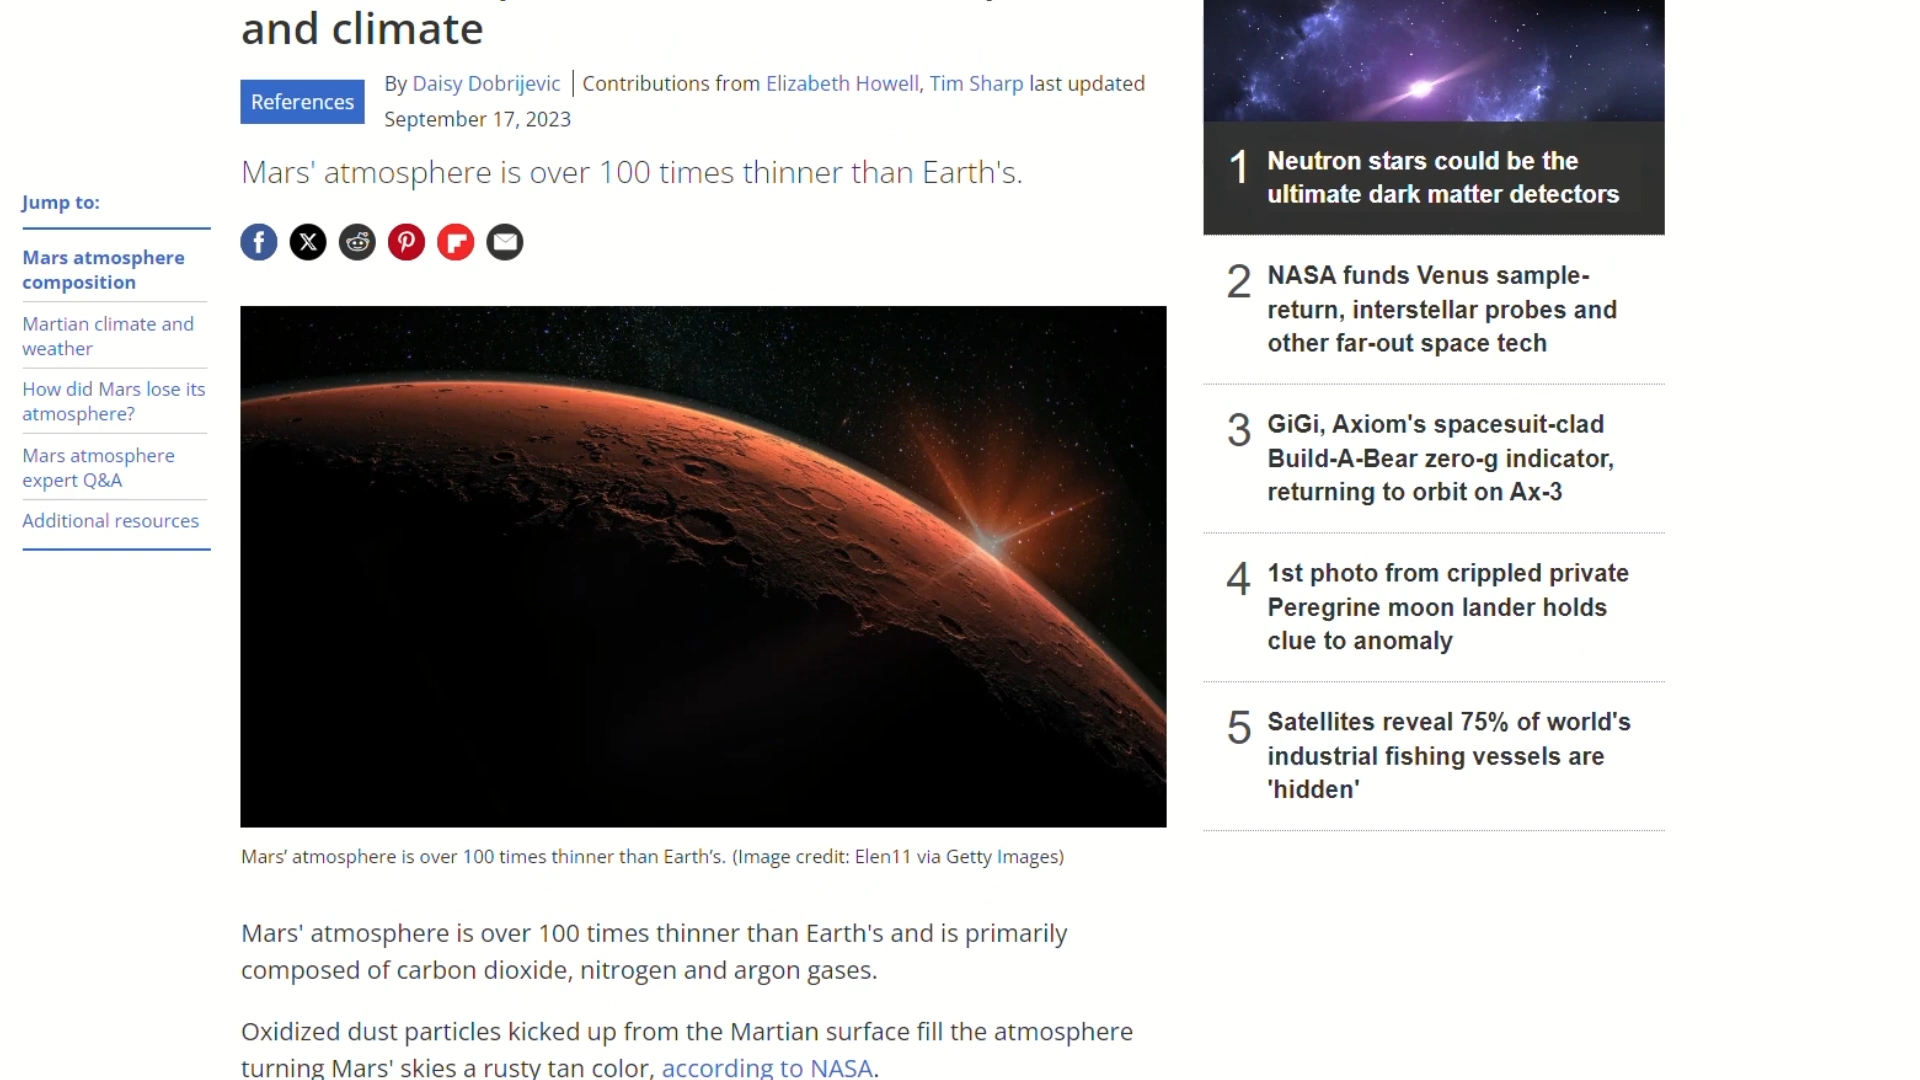 and climate
References
By Daisy Dobrijevic | Contributions from Elizabeth Howell, Tim Sharp last updated
September 17, 2023
Mars' atmosphere is over 100 times thinner than Earth's.
Jump to:
Mars atmosphere
composition
Martian climate and
weather
How did Mars lose its
atmosphere?
Mars atmosphere
expert Q&A
Additional resources
Mars’ atmosphere is over 100 times thinner than Earth’s. (Image credit: Elen11 via Getty Images)
Mars' atmosphere is over 100 times thinner than Earth's and is primarily
composed of carbon dioxide, nitrogen and argon gases.
Oxidized dust particles kicked up from the Martian surface fill the atmosphere
turning Mars' skies a rusty tan color, according to NASA.
1 Neutron stars could be the
ultimate dark matter detectors
2 NASA funds Venus sample-
return, interstellar probes and
other far-out space tech
3 GiGi, Axiom's spacesuit-clad
Build-A-Bear zero-g indicator,
returning to orbit on Ax-3
4 1st photo from crippled private
Peregrine moon lander holds
clue to anomaly
5 Satellites reveal 75% of world's
industrial fishing vessels are
'hidden'